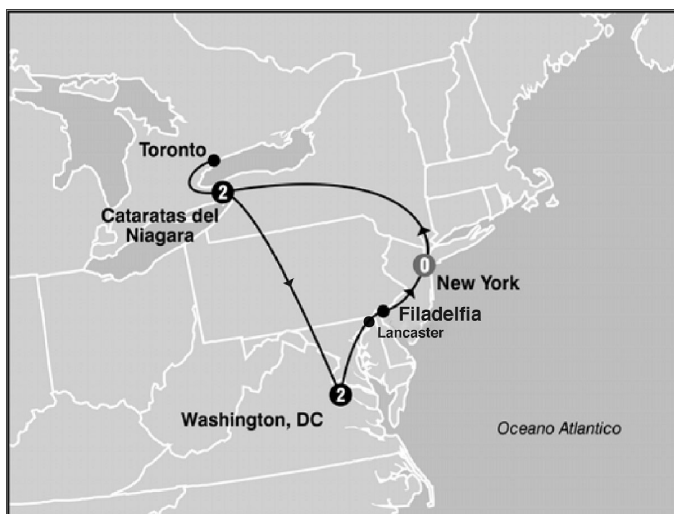 Toronto
2
Cataratas del
Niagara
0
New York
Filadelfia
Lancaster
2
Washington, DC
Oceano Atlantico